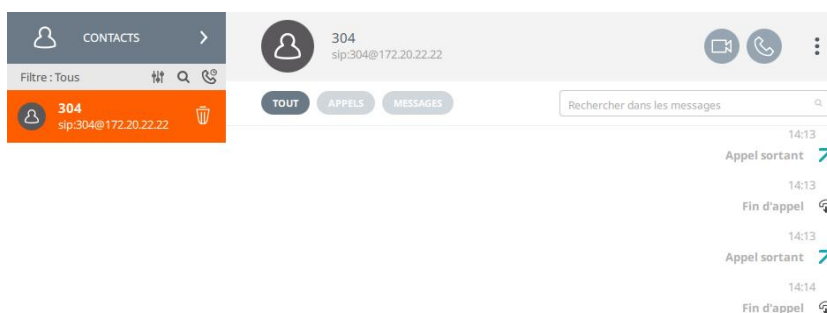 CONTACTS
Filtre : Tous
304
sip:304@172.20.22.22
304
sip:304@172.20.22.22
TOUT APPELS MESSAGES Rechercher dans les messages
14:13
Appel sortant
14:13
Fin d'appel
14:13
Appel sortant
14:14
Fin d'appel